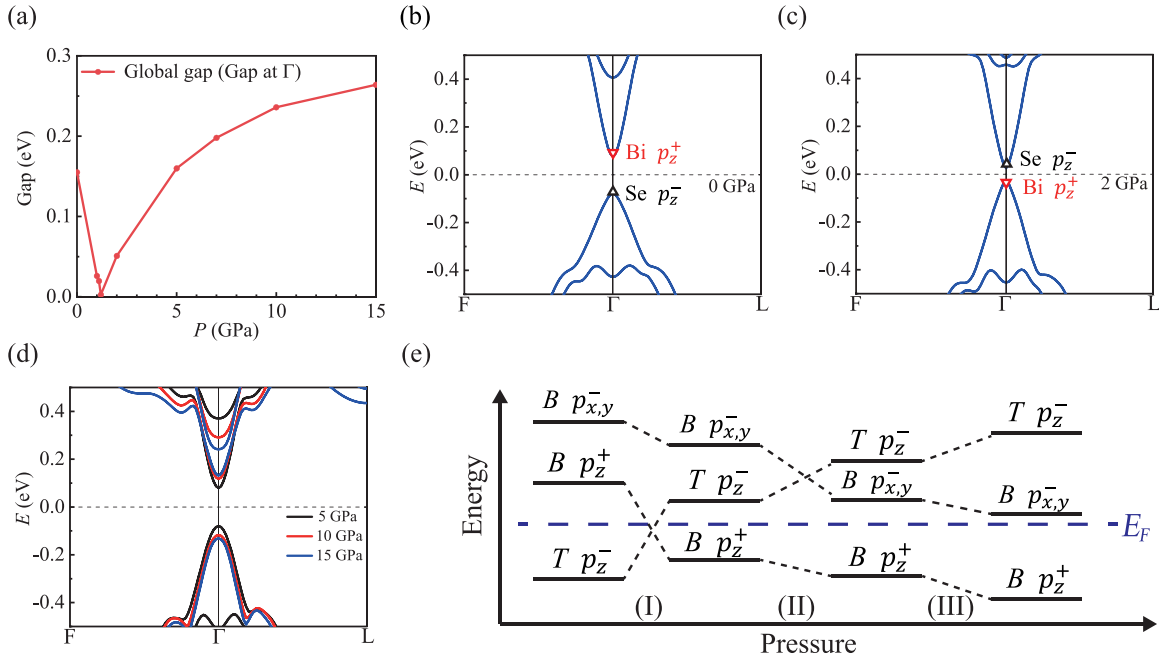 (a)
0.3
0.2
0.1
0.0
Gap (eV)
Global gap (Gap at Γ)
0 5 10 15
P (GPa)
(b)
0.4
0.2
0.0
-0.2
-0.4
E (eV)
Bi p_z^+
Se p_z^-
0 GPa
F Γ L
(c)
0.4
0.2
0.0
-0.2
-0.4
E (eV)
Se p_z^-
Bi p_z^+
2 GPa
F Γ L
(d)
0.4
0.2
0.0
-0.2
-0.4
E (eV)
5 GPa
10 GPa
15 GPa
F Γ L
(e)
Energy
B p_{x,y}^-
B p_z^+
T p_z^-
B p_{x,y}^-
T p_z^-
B p_z^+
T p_z^-
B p_{x,y}^-
B p_z^+
T p_z^-
B p_{x,y}^-
B p_z^+
E_F
(I) (II) (III)
Pressure